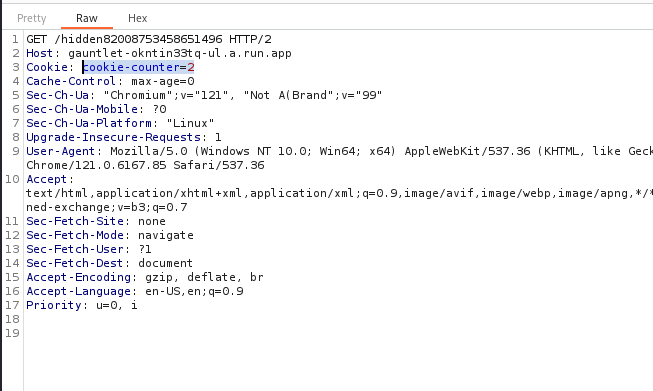 Pretty Raw Hex
1 GET /hidden82008753458651496 HTTP/2
2 Host: gauntlet-okntin33tq-ul.a.run.app
3 Cookie: cookie-counter=2
4 Cache-Control: max-age=0
5 Sec-Ch-Ua: "Chromium";v="121", "Not A(Brand";v="99"
6 Sec-Ch-Ua-Mobile: ?0
7 Sec-Ch-Ua-Platform: "Linux"
8 Upgrade-Insecure-Requests: 1
9 User-Agent: Mozilla/5.0 (Windows NT 10.0; Win64; x64) AppleWebKit/537.36 (KHTML, like Geck
Chrome/121.0.6167.85 Safari/537.36
10 Accept:
text/html,application/xhtml+xml,application/xml;q=0.9,image/avif,image/webp,image/apng,*/*
ned-exchange;v=b3;q=0.7
11 Sec-Fetch-Site: none
12 Sec-Fetch-Mode: navigate
13 Sec-Fetch-User: ?1
14 Sec-Fetch-Dest: document
15 Accept-Encoding: gzip, deflate, br
16 Accept-Language: en-US,en;q=0.9
17 Priority: u=0, i
18
19